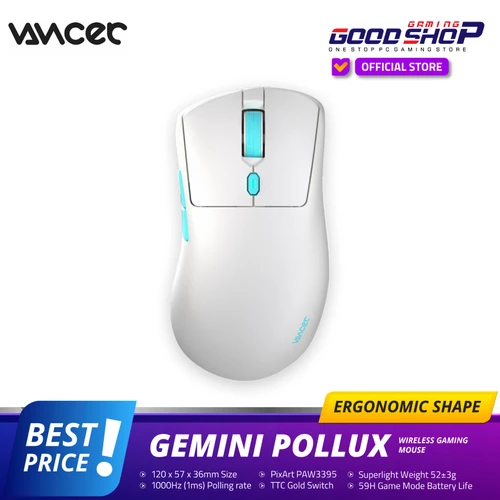 VANCER
GAMING
GOODSHOP
ONE STOP PC GAMING STORE
OFFICIAL STORE
VANCER
ERGONOMIC SHAPE
BEST
PRICE!
GEMINI POLLUX
WIRELESS GAMING
MOUSE
• 120 x 57 x 36mm Size
• PixArt PAW3395
• Superlight Weight 52±3g
• 1000Hz (1ms) Polling rate
• TTC Gold Switch
• 59H Game Mode Battery Life